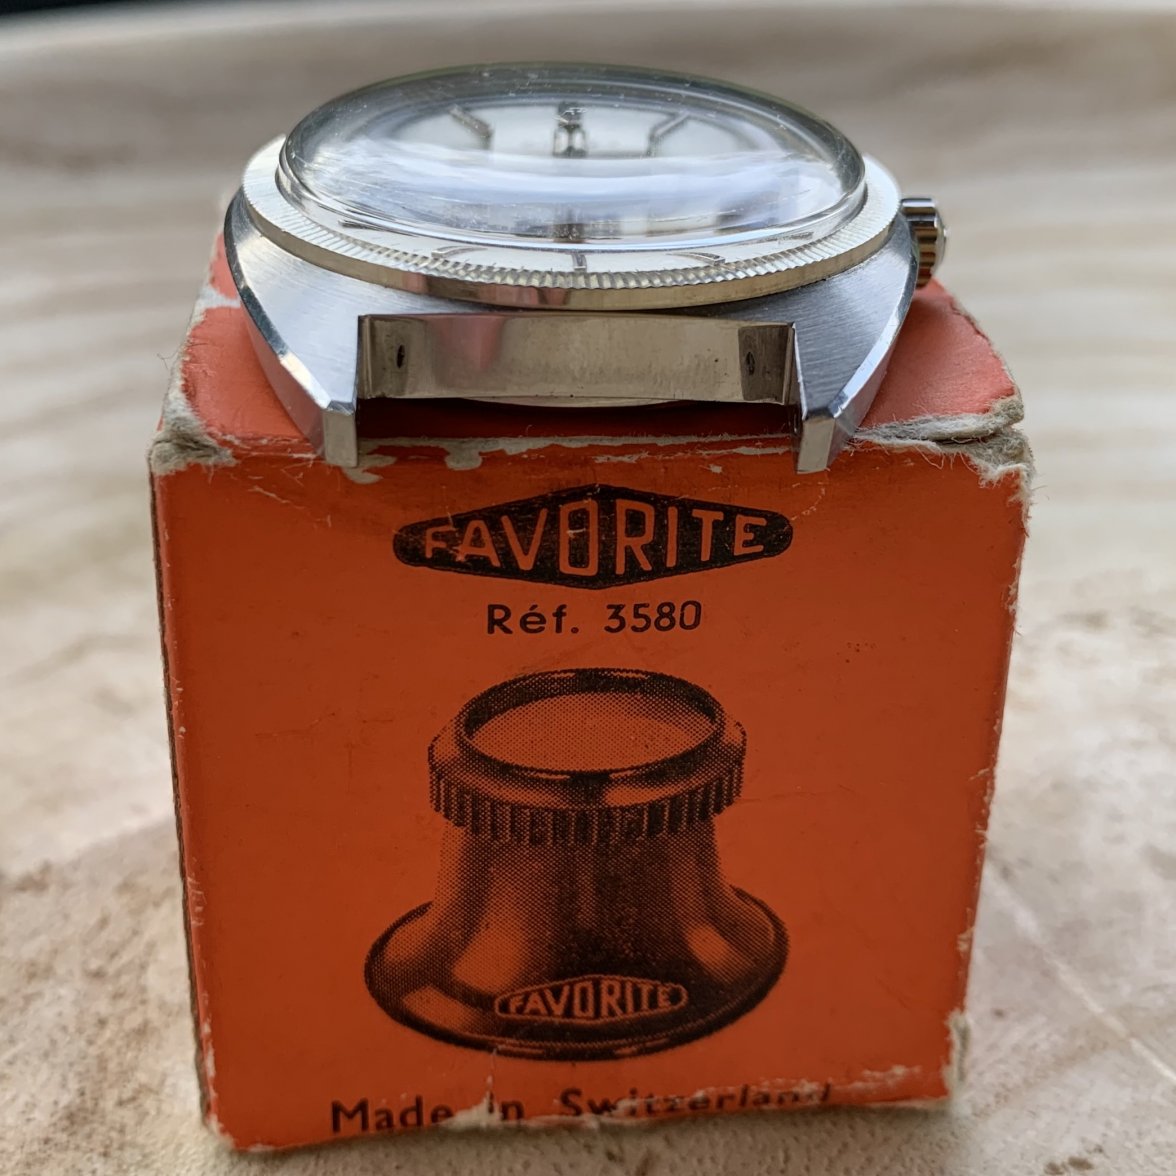 FAVORITE
Réf. 3580
FAVORITE
Made in Switzerland